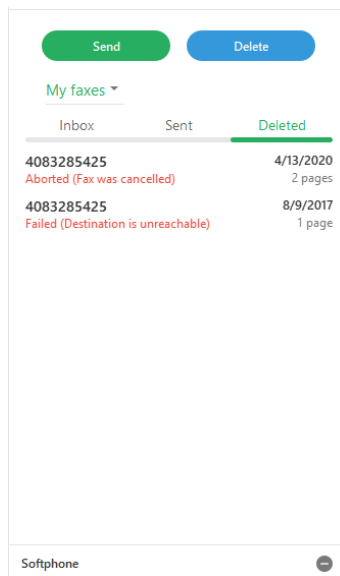 Send Delete
My faxes
Inbox Sent Deleted
4083285425 4/13/2020
Aborted (Fax was cancelled) 2 pages
4083285425 8/9/2017
Failed (Destination is unreachable) 1 page
Softphone